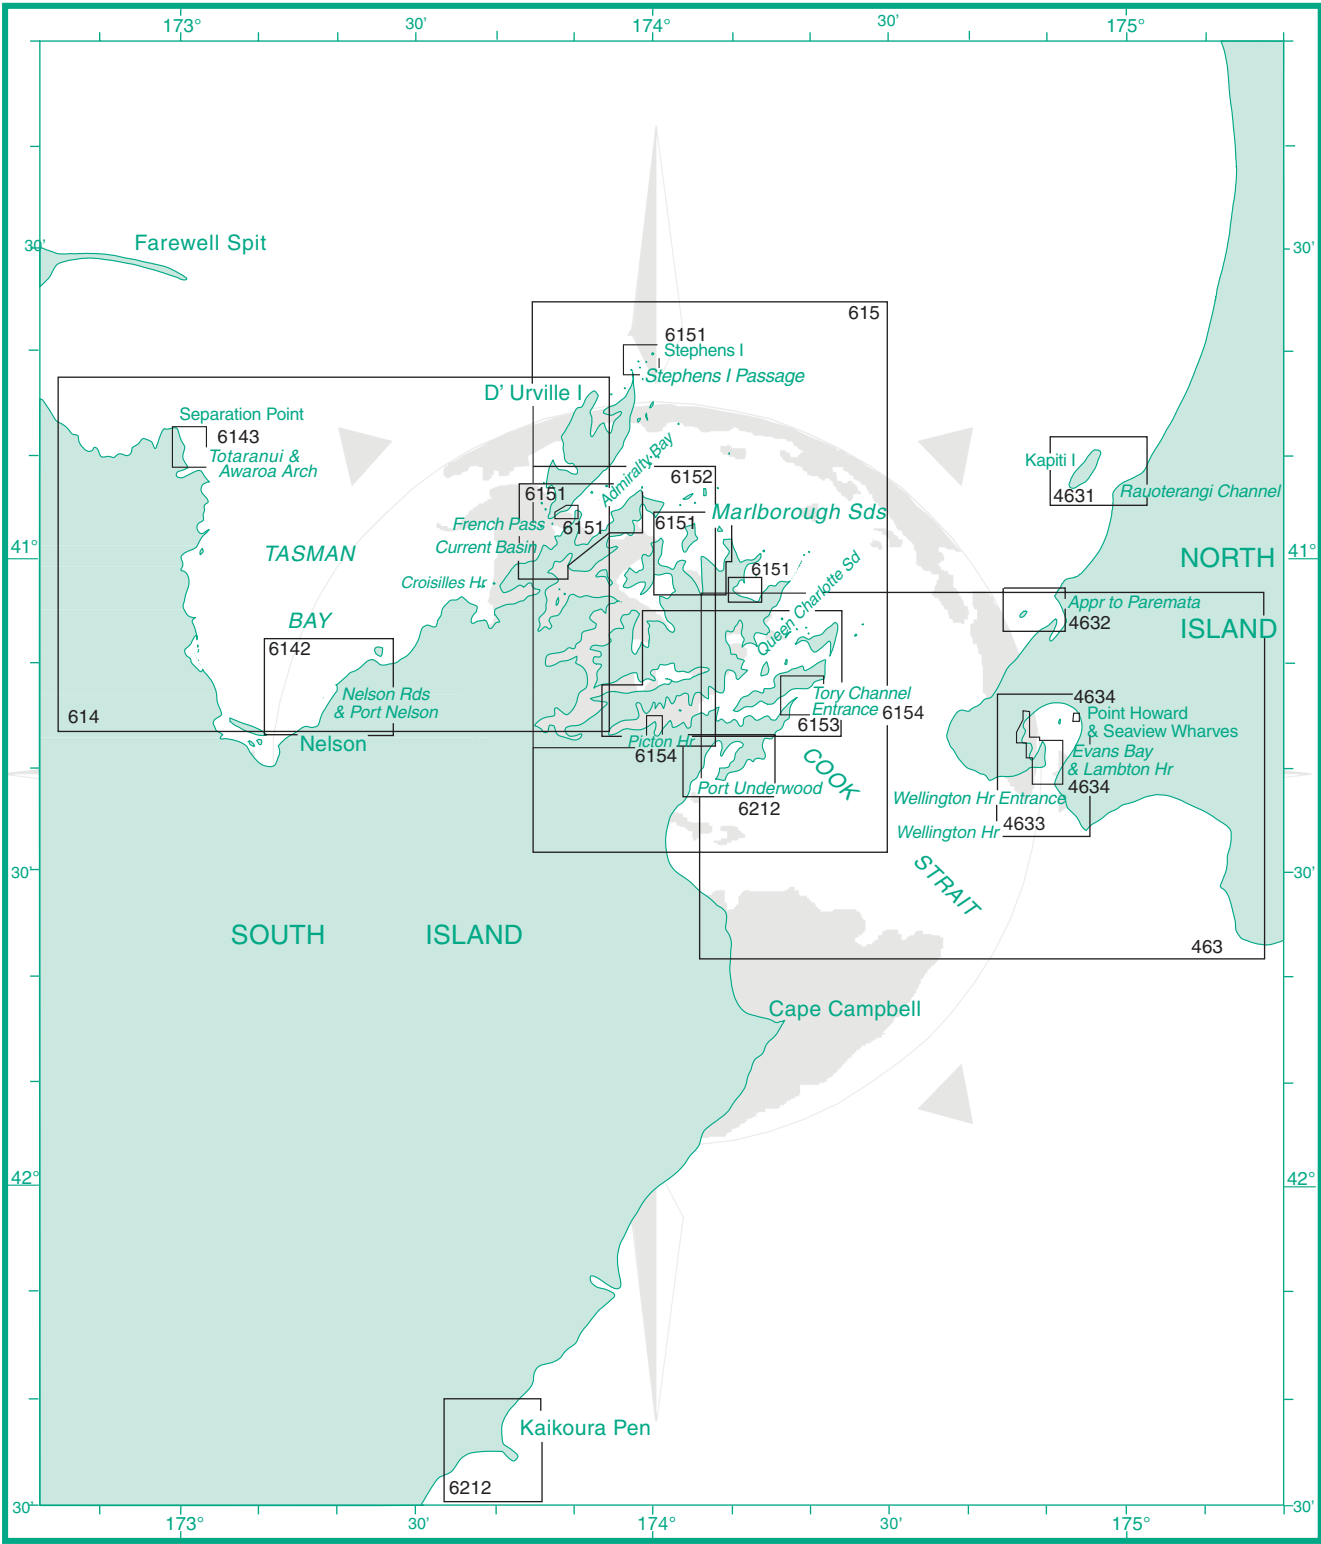 173°
30'
174°
30'
175°
30'
Farewell Spit
30'
615
6151
Stephens I
Stephens I Passage
D' Urville I
Separation Point
6143
Totaranui &
Awaroa Arch
Admiralty Bay
Kapiti I
6152
6151
4631
Rauoterangi Channel
French Pass
6151
6151
Marlborough Sds
41°
TASMAN
Current Basin
NORTH
41°
6151
Croisilles Hr
Queen Charlotte Sd
Appr to Paremata
BAY
4632
ISLAND
6142
Nelson Rds
& Port Nelson
Tory Channel
Entrance
4634
614
6153
6154
Point Howard
& Seaview Wharves
Nelson
Picton Hr
6154
Evans Bay
& Lambton Hr
COOK
4634
Port Underwood
Wellington Hr Entrance
6212
4633
Wellington Hr
30'
STRAIT
30'
SOUTH ISLAND
463
Cape Campbell
42°
42°
Kaikoura Pen
6212
30'
30'
173°
30'
174°
30'
175°